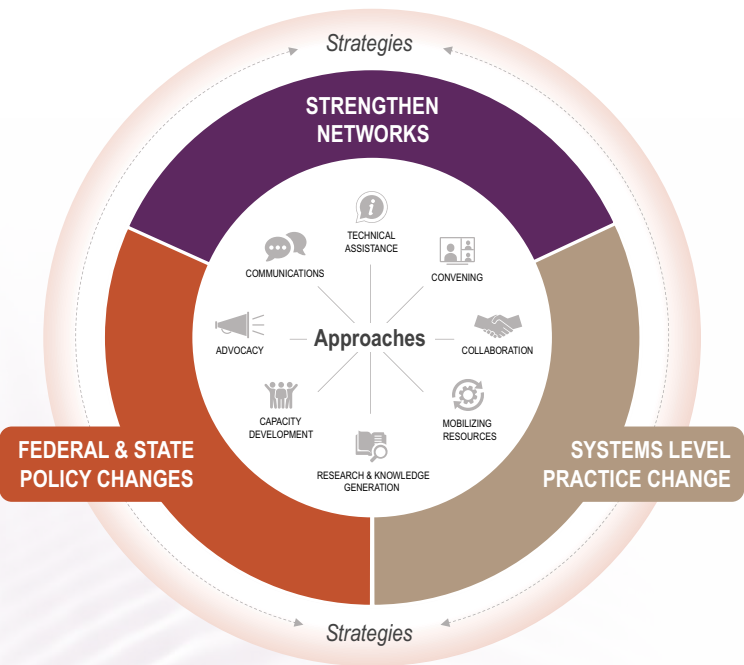 Strategies
STRENGTHEN
NETWORKS
TECHNICAL
ASSISTANCE
COMMUNICATIONS
CONVENING
ADVOCACY
Approaches
COLLABORATION
CAPACITY
DEVELOPMENT
MOBILIZING
RESOURCES
RESEARCH & KNOWLEDGE
GENERATION
FEDERAL & STATE
POLICY CHANGES
SYSTEMS LEVEL
PRACTICE CHANGE
Strategies